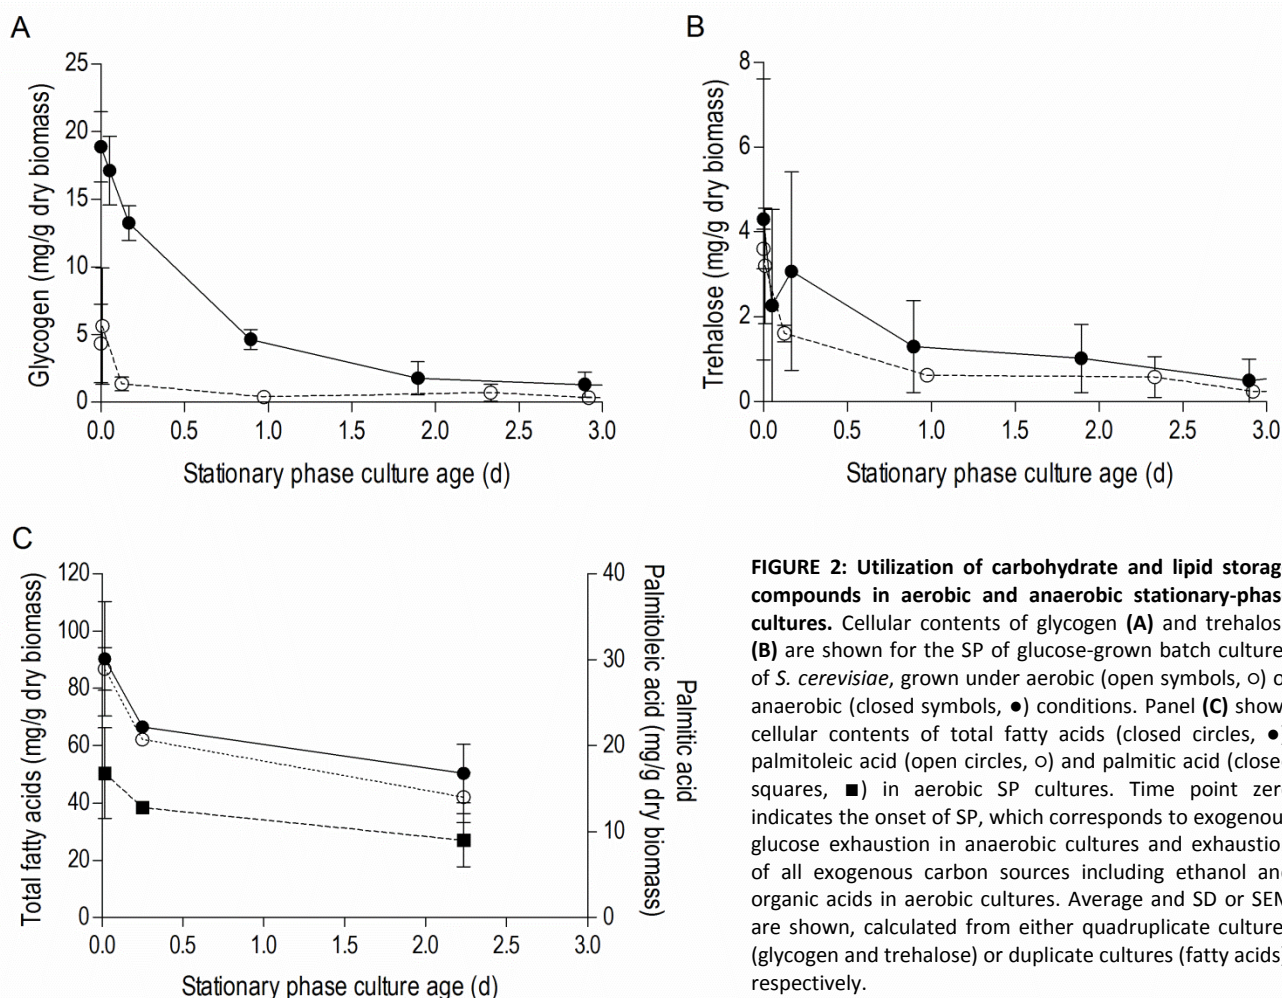 A
25
20
15
10
5
0
Glycogen (mg/g dry biomass)
0.0 0.5 1.0 1.5 2.0 2.5 3.0
Stationary phase culture age (d)
B
8
6
4
2
0
Trehalose (mg/g dry biomass)
0.0 0.5 1.0 1.5 2.0 2.5 3.0
Stationary phase culture age (d)
C
120
100
80
60
40
20
0
Total fatty acids (mg/g dry biomass)
40
30
20
10
0
Palmitic acid
Palmitoleic acid (mg/g dry biomass)
0.0 0.5 1.0 1.5 2.0 2.5 3.0
Stationary phase culture age (d)
FIGURE 2: Utilization of carbohydrate and lipid storag
compounds in aerobic and anaerobic stationary-phas
cultures. Cellular contents of glycogen (A) and trehalos
(B) are shown for the SP of glucose-grown batch culture
of S. cerevisiae, grown under aerobic (open symbols, ○) o
anaerobic (closed symbols, ●) conditions. Panel (C) show
cellular contents of total fatty acids (closed circles, ●
palmitoleic acid (open circles, ○) and palmitic acid (close
squares, ■) in aerobic SP cultures. Time point zer
indicates the onset of SP, which corresponds to exogenou
glucose exhaustion in anaerobic cultures and exhaustio
of all exogenous carbon sources including ethanol an
organic acids in aerobic cultures. Average and SD or SEM
are shown, calculated from either quadruplicate culture
(glycogen and trehalose) or duplicate cultures (fatty acids)
respectively.